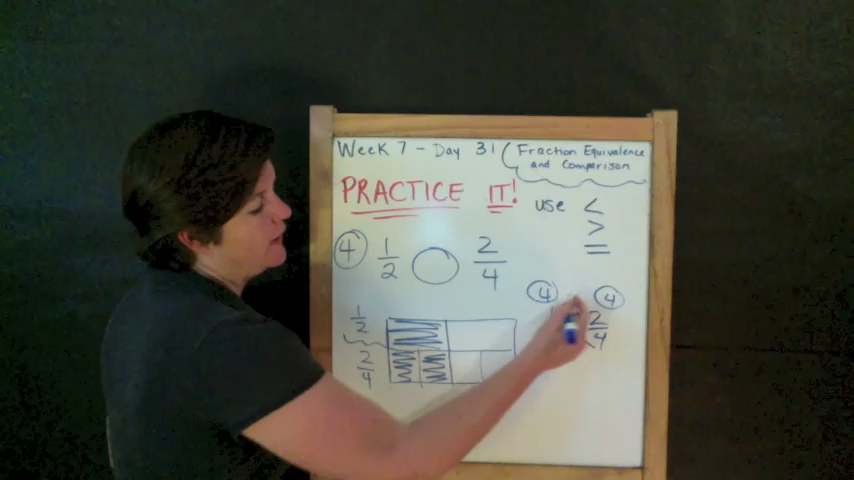 Week 7 - Day 31 (Fraction Equivalence
and Comparison
PRACTICE IT!
use <
>
=
4 1/2 ◯ 2/4
4 4
2/4
1/2
2/4